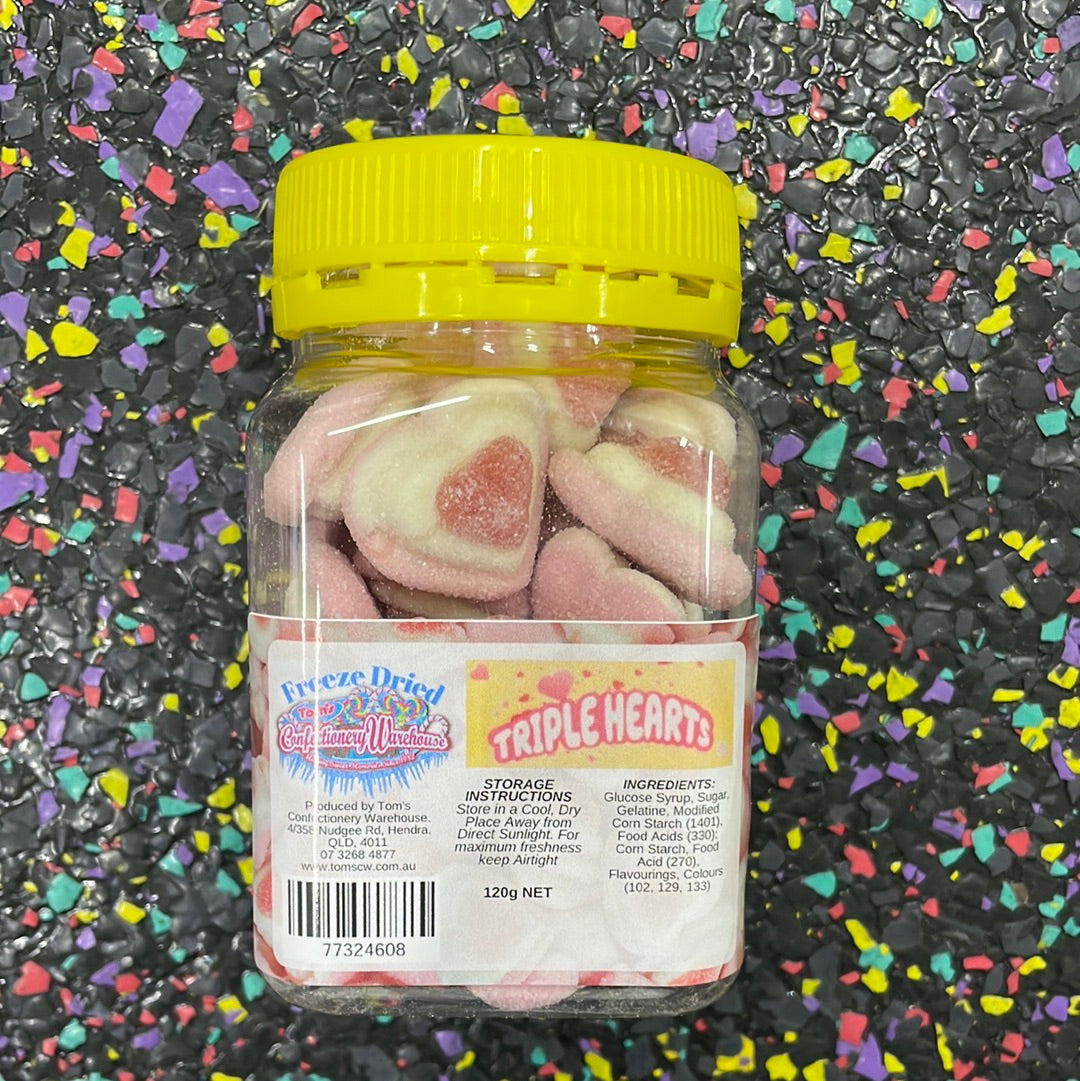 Freeze Dried
Tom's
Confectionery Warehouse
TRIPLE HEARTS
Produced by Tom's
Confectionery Warehouse.
4/358 Nudgee Rd, Hendra,
QLD, 4011
07 3268 4877
www.tomscw.com.au
77324608
STORAGE
INSTRUCTIONS
Store in a Cool, Dry
Place Away from
Direct Sunlight. For
maximum freshness
keep Airtight
120g NET
INGREDIENTS:
Glucose Syrup, Sugar,
Gelatine, Modified
Corn Starch (1401),
Food Acids (330);
Corn Starch, Food
Acid (270),
Flavourings, Colours
(102, 129, 133)